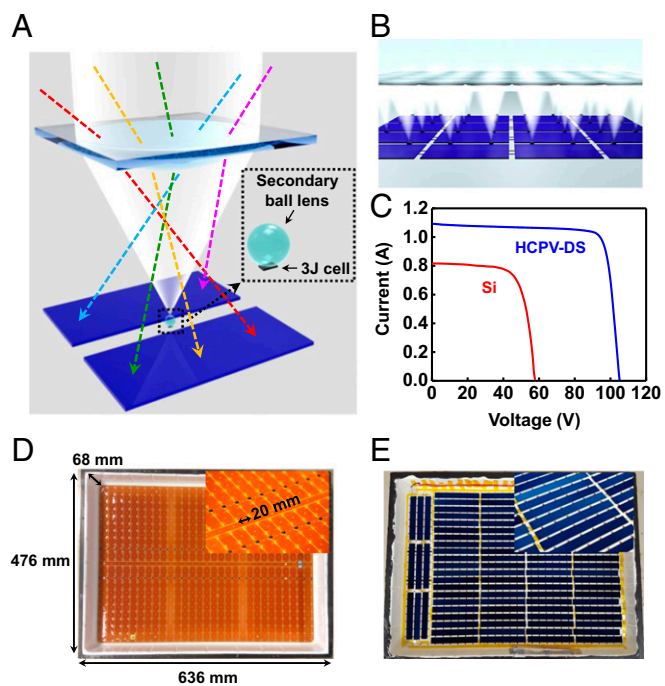 A
Secondary
ball lens
3J cell
B
C
Current (A)
1.2
1.0
0.8
0.6
0.4
0.2
0.0
HCPV-DS
Si
0 20 40 60 80 100 120
Voltage (V)
D
68 mm
20 mm
476 mm
636 mm
E